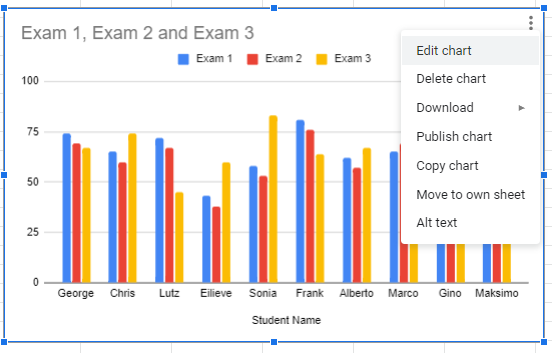 Exam 1, Exam 2 and Exam 3
Exam 1 Exam 2 Exam 3
100
75
50
25
0
George Chris Lutz Eilieve Sonia Frank Alberto Marco Gino Maksimo
Student Name
Edit chart
Delete chart
Download
Publish chart
Copy chart
Move to own sheet
Alt text